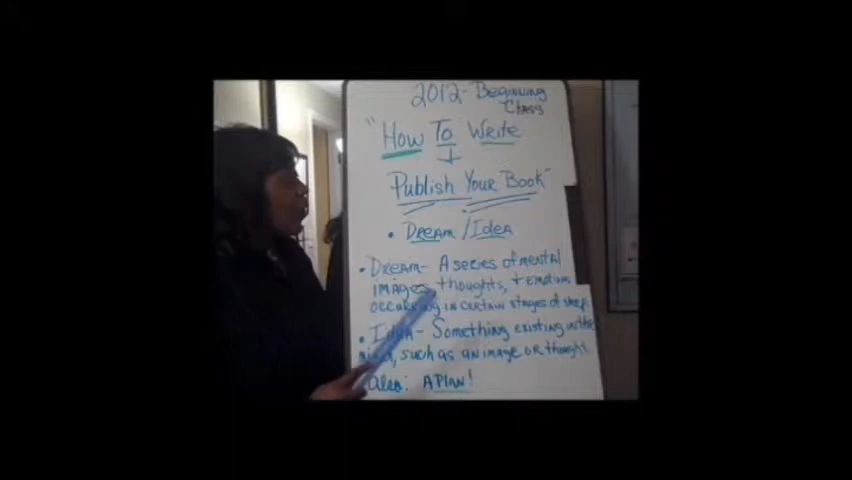 2012- Beginning
Class
"How To Write
+
Publish Your Book"
• Dream / Idea
• Dream- A series of mental
images thoughts, + emotions
occurring in certain stages of sleep
• Idea- Something existing in the
mind, such as an image or thought
Also: A PLAN!